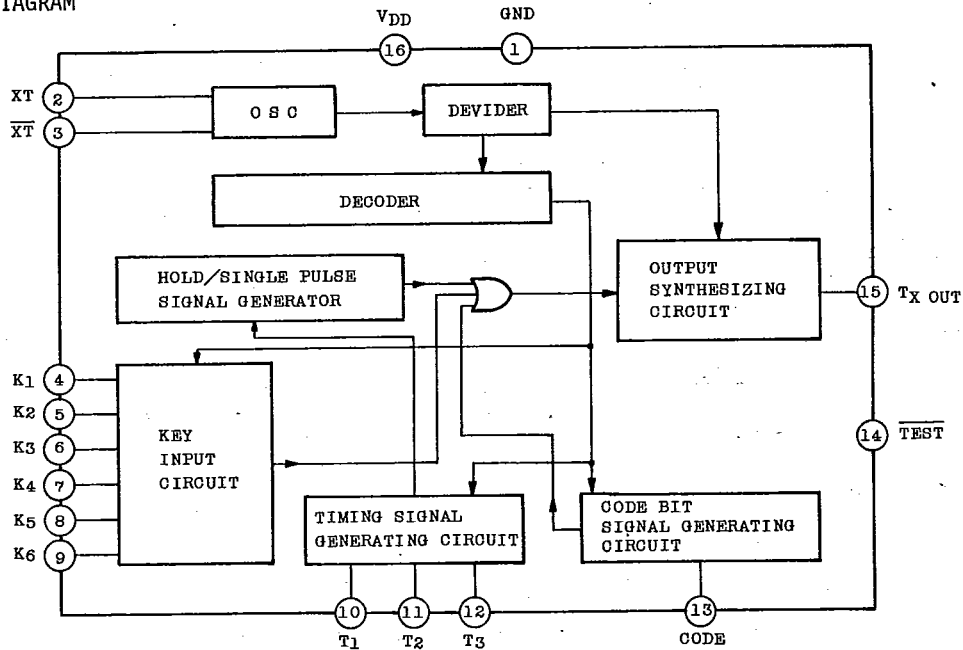 IAGRAM
VDD
GND
16
1
XT
2
XT
3
OSC
DEVIDER
DECODER
HOLD/SINGLE PULSE
SIGNAL GENERATOR
OUTPUT
SYNTHESIZING
CIRCUIT
15
TX OUT
K1
4
K2
5
K3
6
K4
7
K5
8
K6
9
KEY
INPUT
CIRCUIT
14
TEST
TIMING SIGNAL
GENERATING CIRCUIT
CODE BIT
SIGNAL GENERATING
CIRCUIT
10
11
12
13
T1
T2
T3
CODE